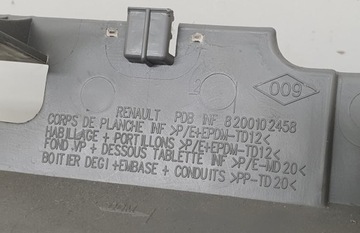 009
RENAULT PDB INF 8200102458
CORPS DE PLANCHE INF >P/E+EPDM-TD12<
HABILLAGE + PORTILLONS >P/E+EPDM-TD12<
FOND.VP + DESSOUS TABLETTE INF >P/E-MD20<
BOITIER DEGI +EMBASE + CONDUITS >PP-TD20<